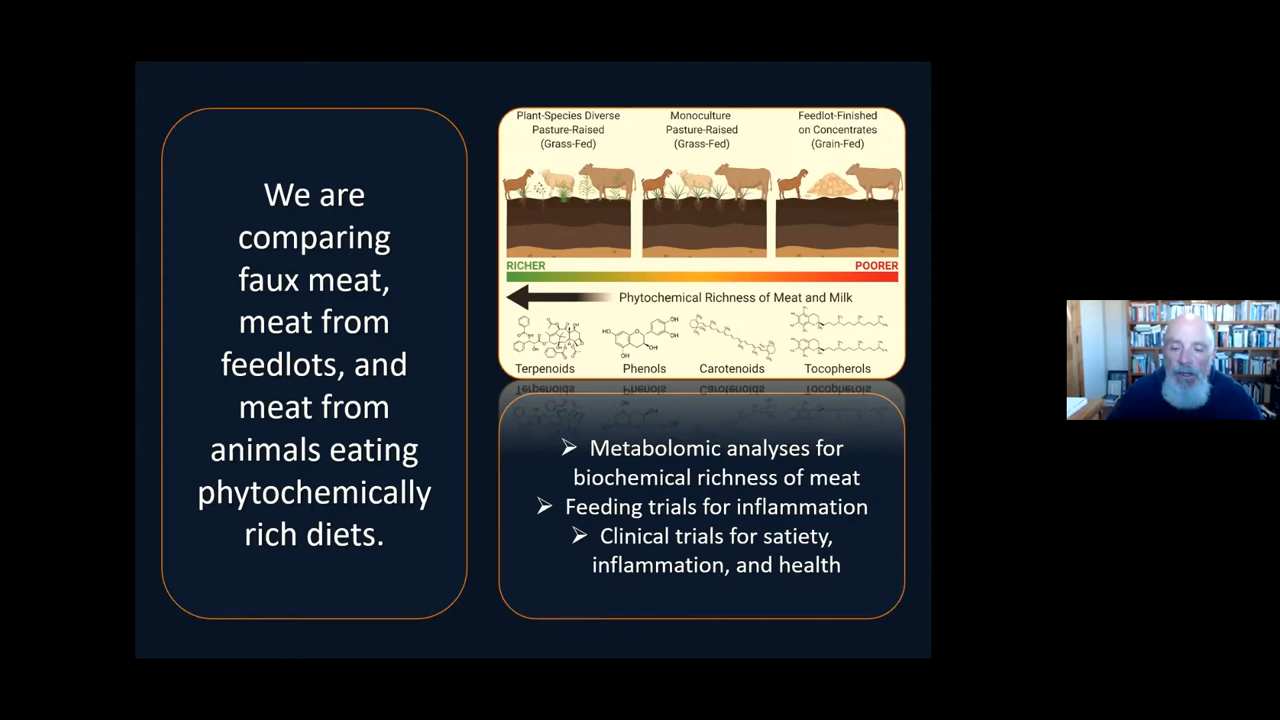 We are
comparing
faux meat,
meat from
feedlots, and
meat from
animals eating
phytochemically
rich diets.
Plant-Species Diverse
Pasture-Raised
(Grass-Fed)
Monoculture
Pasture-Raised
(Grass-Fed)
Feedlot-Finished
on Concentrates
(Grain-Fed)
RICHER
POORER
Phytochemical Richness of Meat and Milk
Terpenoids
Phenols
Carotenoids
Tocopherols
➢ Metabolomic analyses for
biochemical richness of meat
➢ Feeding trials for inflammation
➢ Clinical trials for satiety,
inflammation, and health